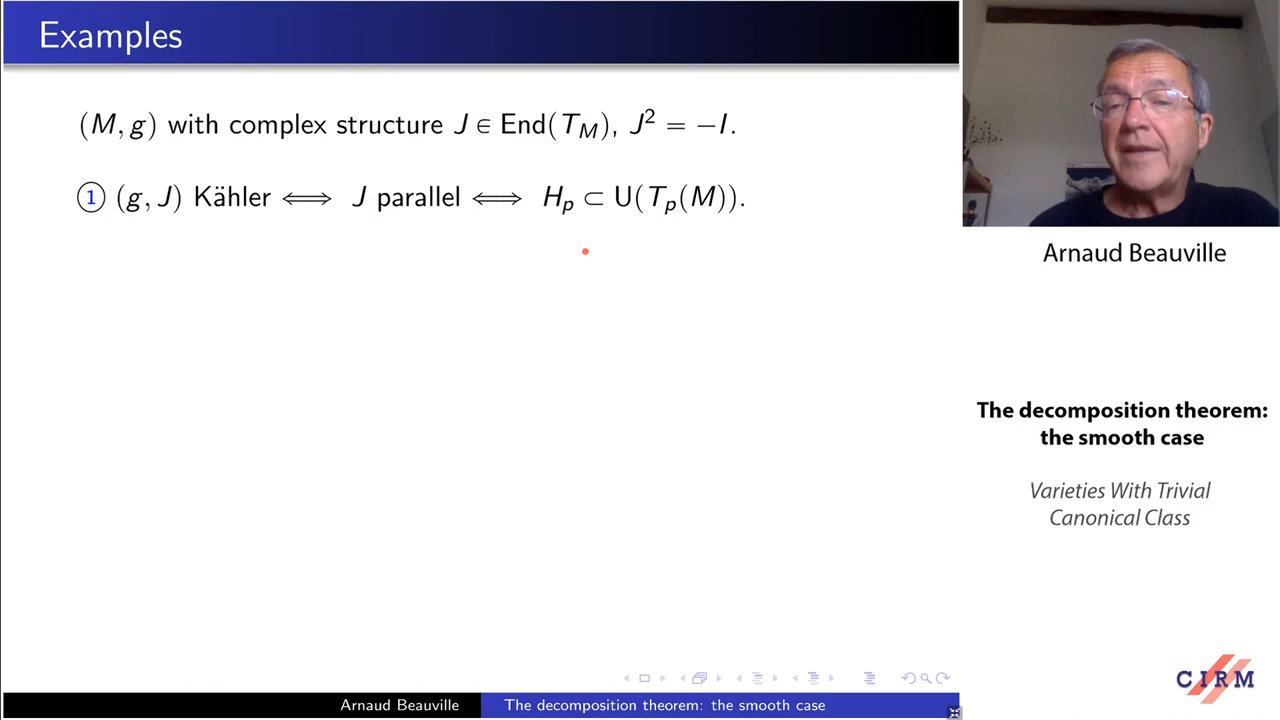 Examples
(M, g) with complex structure J ∈ End(T_M), J² = −I.
① (g, J) Kähler ⟺ J parallel ⟺ H_p ⊂ U(T_p(M)).
Arnaud Beauville
The decomposition theorem:
the smooth case
Varieties With Trivial
Canonical Class
CIRM
Arnaud Beauville The decomposition theorem: the smooth case